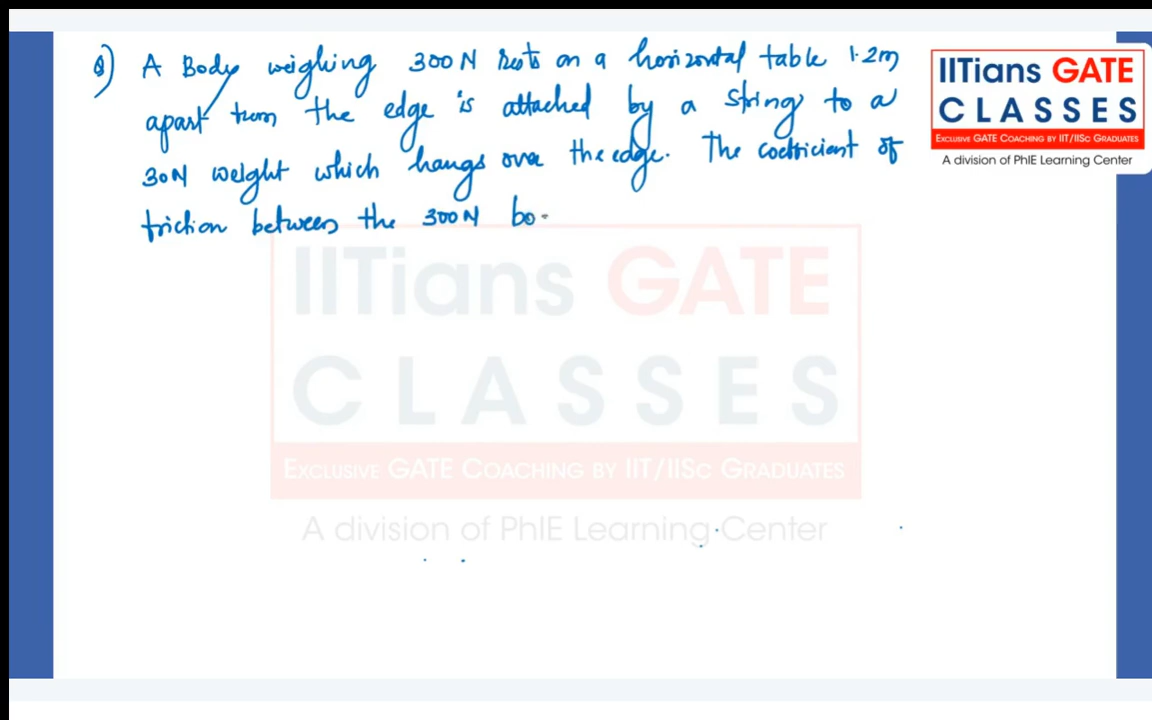 Q) A Body weighing 300N rests on a horizontal table 1.2m
apart from the edge is attached by a string to a
30N weight which hangs over the edge. The coefficient of
friction between the 300N bo
IITians GATE
CLASSES
EXCLUSIVE GATE COACHING BY IIT/IISC GRADUATES
A division of PhIE Learning Center
IITians GATE
CLASSES
EXCLUSIVE GATE COACHING BY IIT/IISC GRADUATES
A division of PhIE Learning Center